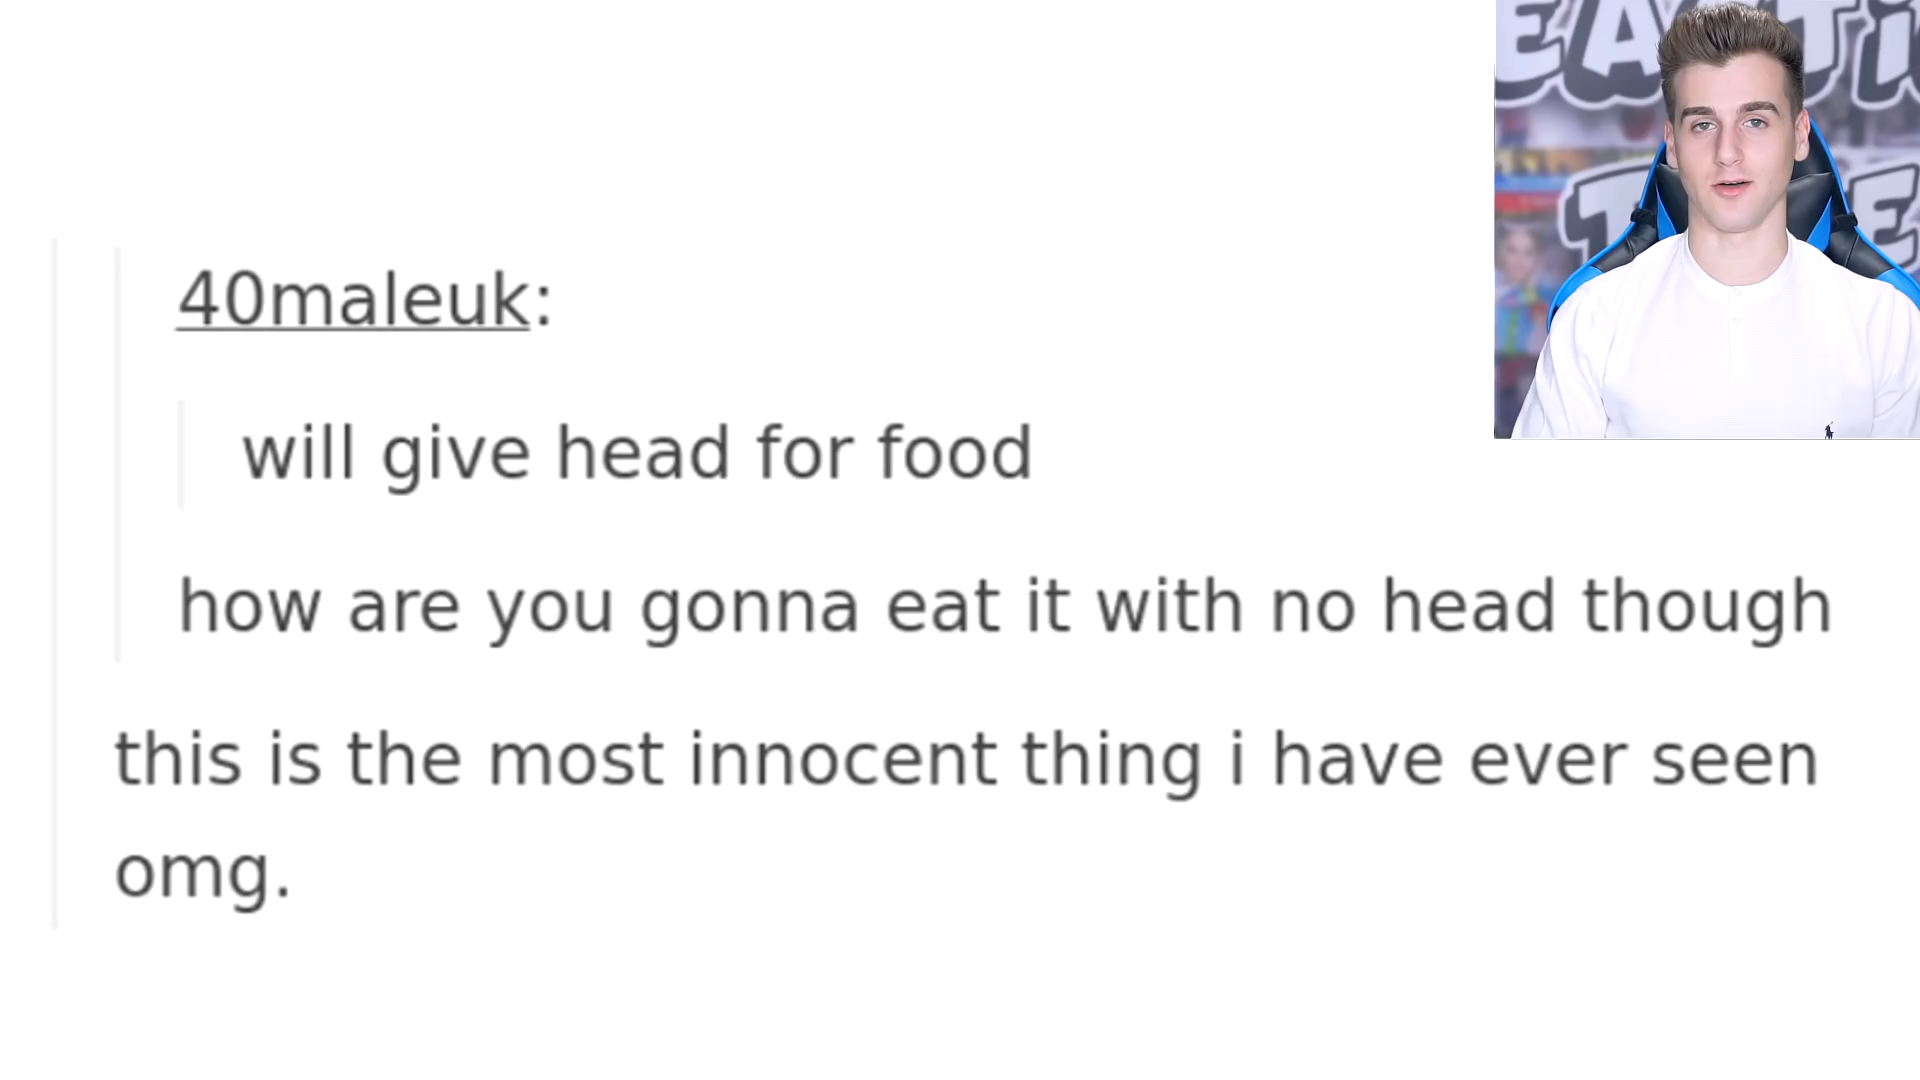 40maleuk:
will give head for food
how are you gonna eat it with no head though
this is the most innocent thing i have ever seen
omg.